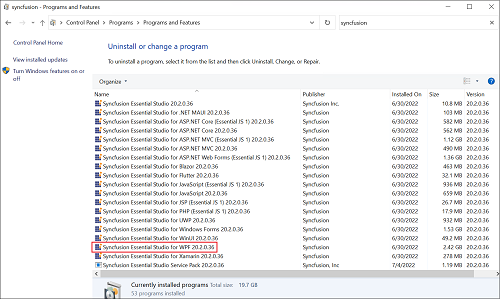 syncfusion - Programs and Features
Control Panel > Programs > Programs and Features
syncfusion
Control Panel Home
View installed updates
Turn Windows features on or off
Uninstall or change a program
To uninstall a program, select it from the list and then click Uninstall, Change, or Repair.
Organize
Name Publisher Installed On Size Version
Syncfusion Essential Studio 20.2.0.36 Syncfusion Inc. 6/30/2022 10.8 MB 20.2.0.36
Syncfusion Essential Studio for .NET MAUI 20.2.0.36 Syncfusion 6/30/2022 103 MB 20.2.0.36
Syncfusion Essential Studio for ASP.NET Core (Essential JS 1) 20.2.0.36 Syncfusion 6/30/2022 582 MB 20.2.0.36
Syncfusion Essential Studio for ASP.NET Core 20.2.0.36 Syncfusion 6/30/2022 562 MB 20.2.0.36
Syncfusion Essential Studio for ASP.NET MVC (Essential JS 1) 20.2.0.36 Syncfusion 6/30/2022 1.12 GB 20.2.0.36
Syncfusion Essential Studio for ASP.NET MVC 20.2.0.36 Syncfusion 6/30/2022 490 MB 20.2.0.36
Syncfusion Essential Studio for ASP.NET Web Forms (Essential JS 1) 20.2.0.36 Syncfusion 6/30/2022 1.36 GB 20.2.0.36
Syncfusion Essential Studio for Blazor 20.2.0.36 Syncfusion 6/30/2022 463 MB 20.2.0.36
Syncfusion Essential Studio for Flutter 20.2.0.36 Syncfusion 6/30/2022 32.1 MB 20.2.0.36
Syncfusion Essential Studio for JavaScript (Essential JS 1) 20.2.0.36 Syncfusion 6/30/2022 936 MB 20.2.0.36
Syncfusion Essential Studio for JavaScript 20.2.0.36 Syncfusion 6/30/2022 659 MB 20.2.0.36
Syncfusion Essential Studio for JSP (Essential JS 1) 20.2.0.36 Syncfusion 6/30/2022 26.7 MB 20.2.0.36
Syncfusion Essential Studio for PHP (Essential JS 1) 20.2.0.36 Syncfusion 6/30/2022 17.9 MB 20.2.0.36
Syncfusion Essential Studio for UWP 20.2.0.36 Syncfusion 6/30/2022 932 MB 20.2.0.36
Syncfusion Essential Studio for Windows Forms 20.2.0.36 Syncfusion 6/30/2022 1.53 GB 20.2.0.36
Syncfusion Essential Studio for WinUI 20.2.0.36 Syncfusion 6/30/2022 49.2 MB 20.2.0.36
Syncfusion Essential Studio for WPF 20.2.0.36 Syncfusion 6/30/2022 2.42 GB 20.2.0.36
Syncfusion Essential Studio for Xamarin 20.2.0.36 Syncfusion 6/30/2022 278 MB 20.2.0.36
Syncfusion Essential Studio Service Pack 20.2.0.36 Syncfusion, Inc 7/4/2022 1.19 MB 20.2.0.36
Currently installed programs Total size: 19.7 GB
53 programs installed